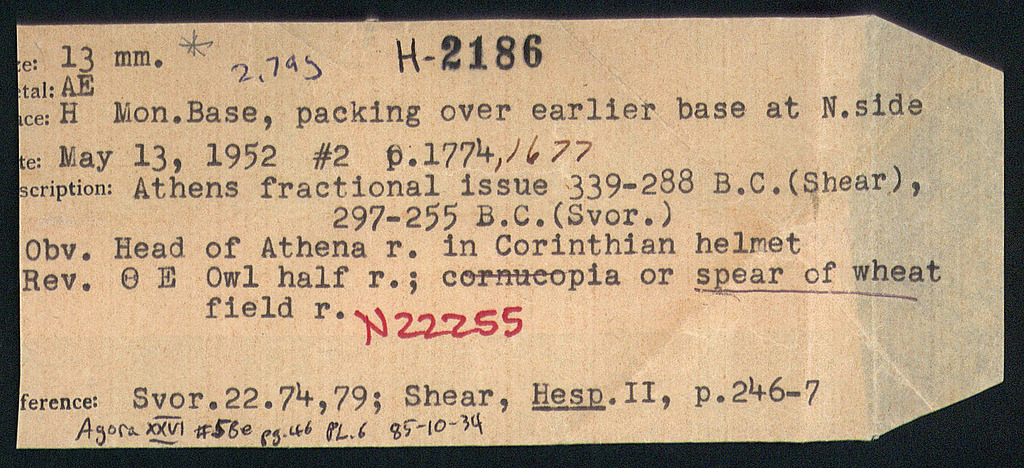 ze: 13 mm. * 2.795 H-2186
tal: AE
ace: H Mon.Base, packing over earlier base at N.side
te: May 13, 1952 #2 p.1774,1677
scription: Athens fractional issue 339-288 B.C.(Shear),
297-255 B.C.(Svor.)
Obv. Head of Athena r. in Corinthian helmet
Rev. Θ E Owl half r.; cornucopia or spear of wheat
field r. N22255
ference: Svor.22.74,79; Shear, Hesp.II, p.246-7
Agora XXVI #56e pg.46 PL.6 85-10-34